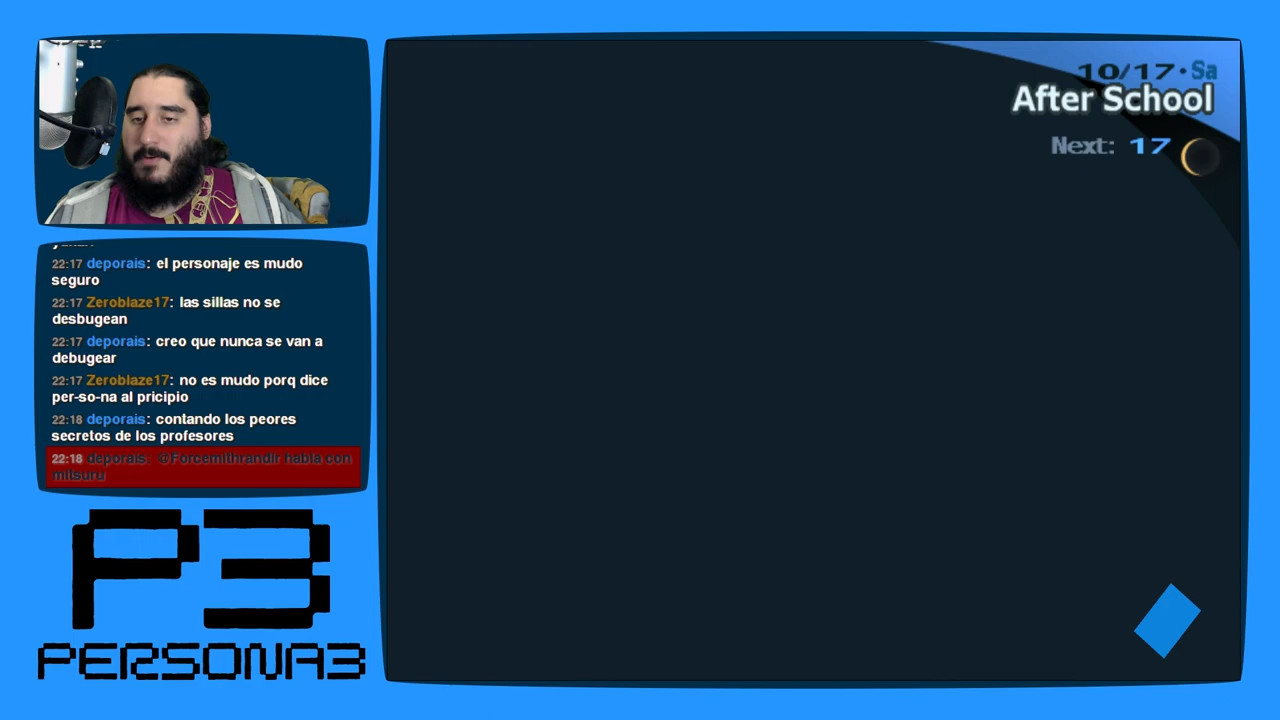 10/17·Sa
After School
Next: 17
22:17 deporais: el personaje es mudo
seguro
22:17 Zeroblaze17: las sillas no se
desbugean
22:17 deporais: creo que nunca se van a
debugear
22:17 Zeroblaze17: no es mudo porq dice
per-so-na al pricipio
22:18 deporais: contando los peores
secretos de los profesores
22:18 deporais: @Forcemithrandir habla con
mitsuru
P3
PERSONA3